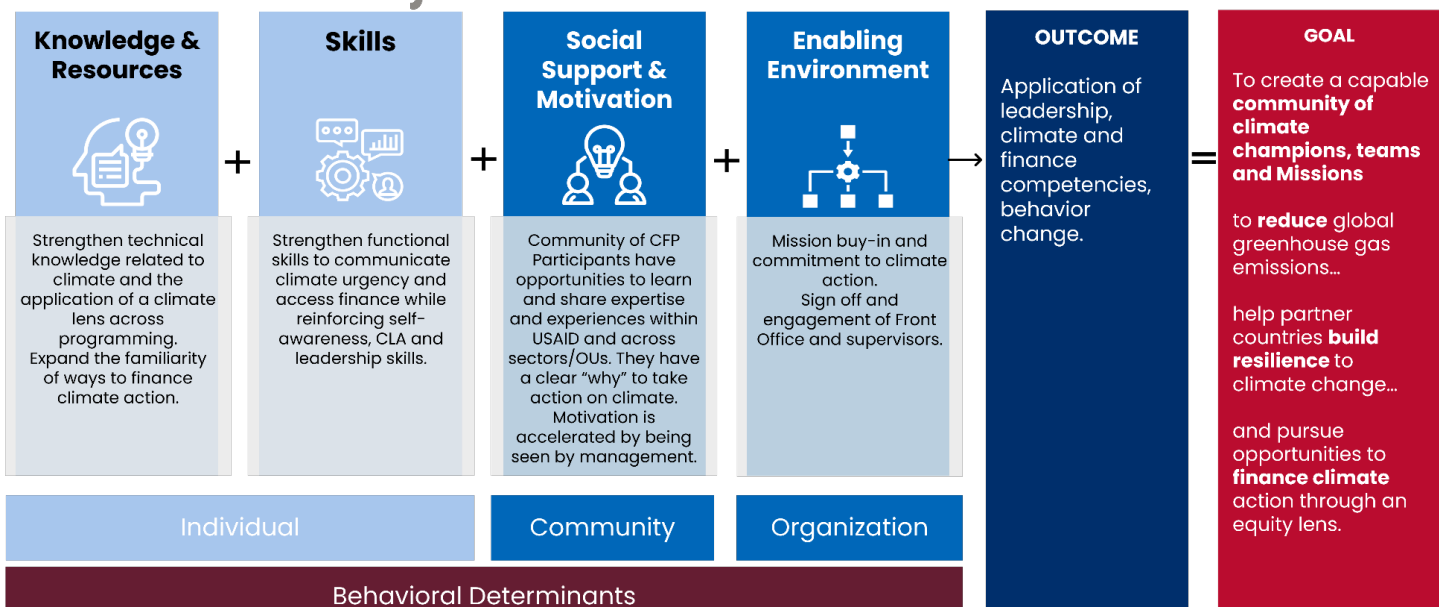 Knowledge &
Resources
Strengthen technical
knowledge related to
climate and the
application of a climate
lens across
programming.
Expand the familiarity
of ways to finance
climate action.
+
Skills
Strengthen functional
skills to communicate
climate urgency and
access finance while
reinforcing self-
awareness, CLA and
leadership skills.
+
Social
Support &
Motivation
Community of CFP
Participants have
opportunities to learn
and share expertise
and experiences within
USAID and across
sectors/OUs. They have
a clear “why” to take
action on climate.
Motivation is
accelerated by being
seen by management.
+
Enabling
Environment
Mission buy-in and
commitment to climate
action.
Sign off and
engagement of Front
Office and supervisors.
OUTCOME
Application of
leadership,
climate and
finance
competencies,
behavior
change.
=
GOAL
To create a capable
community of
climate
champions, teams
and Missions
to reduce global
greenhouse gas
emissions…
help partner
countries build
resilience to
climate change…
and pursue
opportunities to
finance climate
action through an
equity lens.
Individual
Community
Organization
Behavioral Determinants